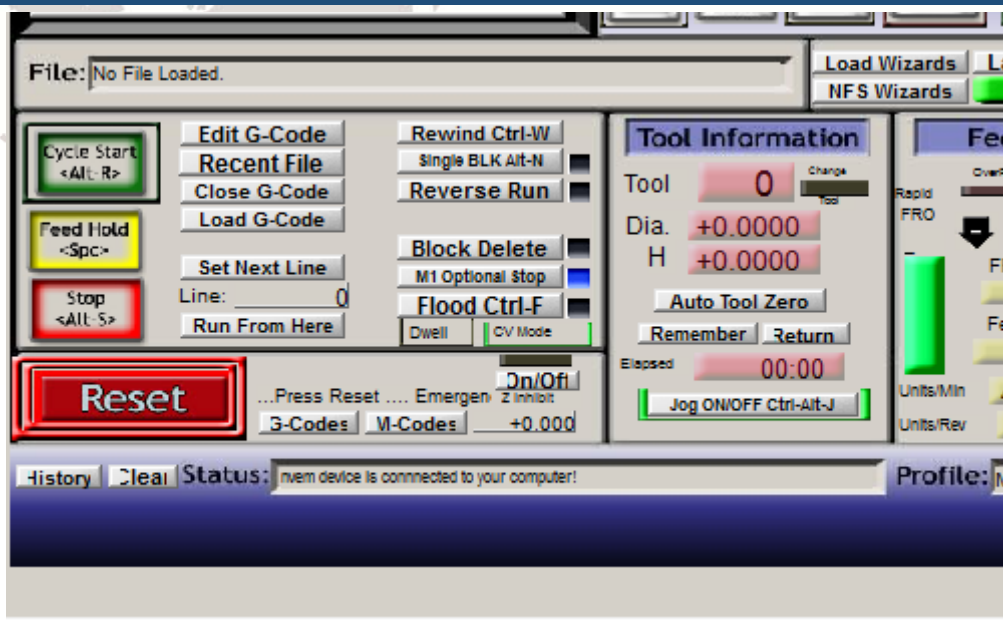 File: No File Loaded.
Load Wizards
NFS Wizards
Cycle Start
<Alt-R>
Feed Hold
<Spc>
Stop
<Alt-S>
Edit G-Code
Recent File
Close G-Code
Load G-Code
Set Next Line
Line: 0
Run From Here
Rewind Ctrl-W
Single BLK Alt-N
Reverse Run
Block Delete
M1 Optional Stop
Flood Ctrl-F
Dwell CV Mode
Tool Information
Tool 0 Change
Tool
Dia. +0.0000
H +0.0000
Auto Tool Zero
Remember Return
Elapsed 00:00
Jog ON/OFF Ctrl-Alt-J
Rapid
FRO
Units/Min
Units/Rev
Reset
...Press Reset .... Emergen
On/Off
Z Inhibit
+0.000
G-Codes M-Codes
History Clear Status: nvem device is connnected to your computer!
Profile: